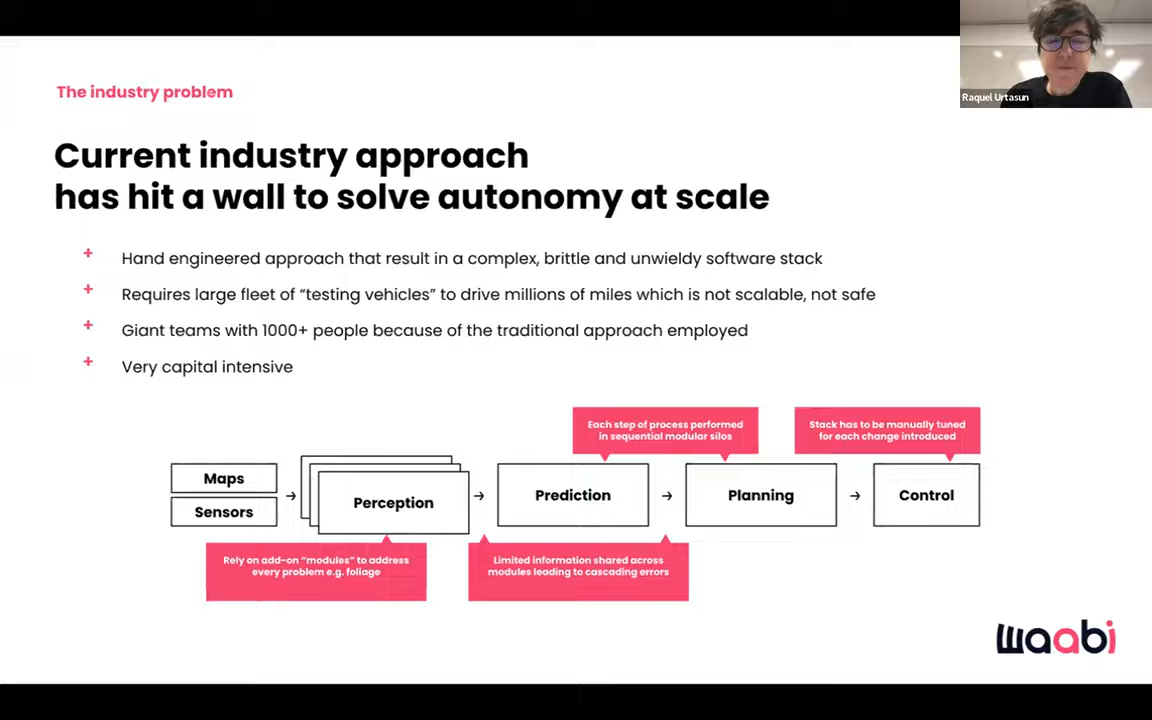 Raquel Urtasun
The industry problem
Current industry approach
has hit a wall to solve autonomy at scale
+ Hand engineered approach that result in a complex, brittle and unwieldy software stack
+ Requires large fleet of “testing vehicles” to drive millions of miles which is not scalable, not safe
+ Giant teams with 1000+ people because of the traditional approach employed
+ Very capital intensive
Each step of process performed
in sequential modular silos
Stack has to be manually tuned
for each change introduced
Maps
Sensors
→
Perception
→
Prediction
→
Planning
→
Control
Rely on add-on “modules” to address
every problem e.g. foliage
Limited information shared across
modules leading to cascading errors
waabi